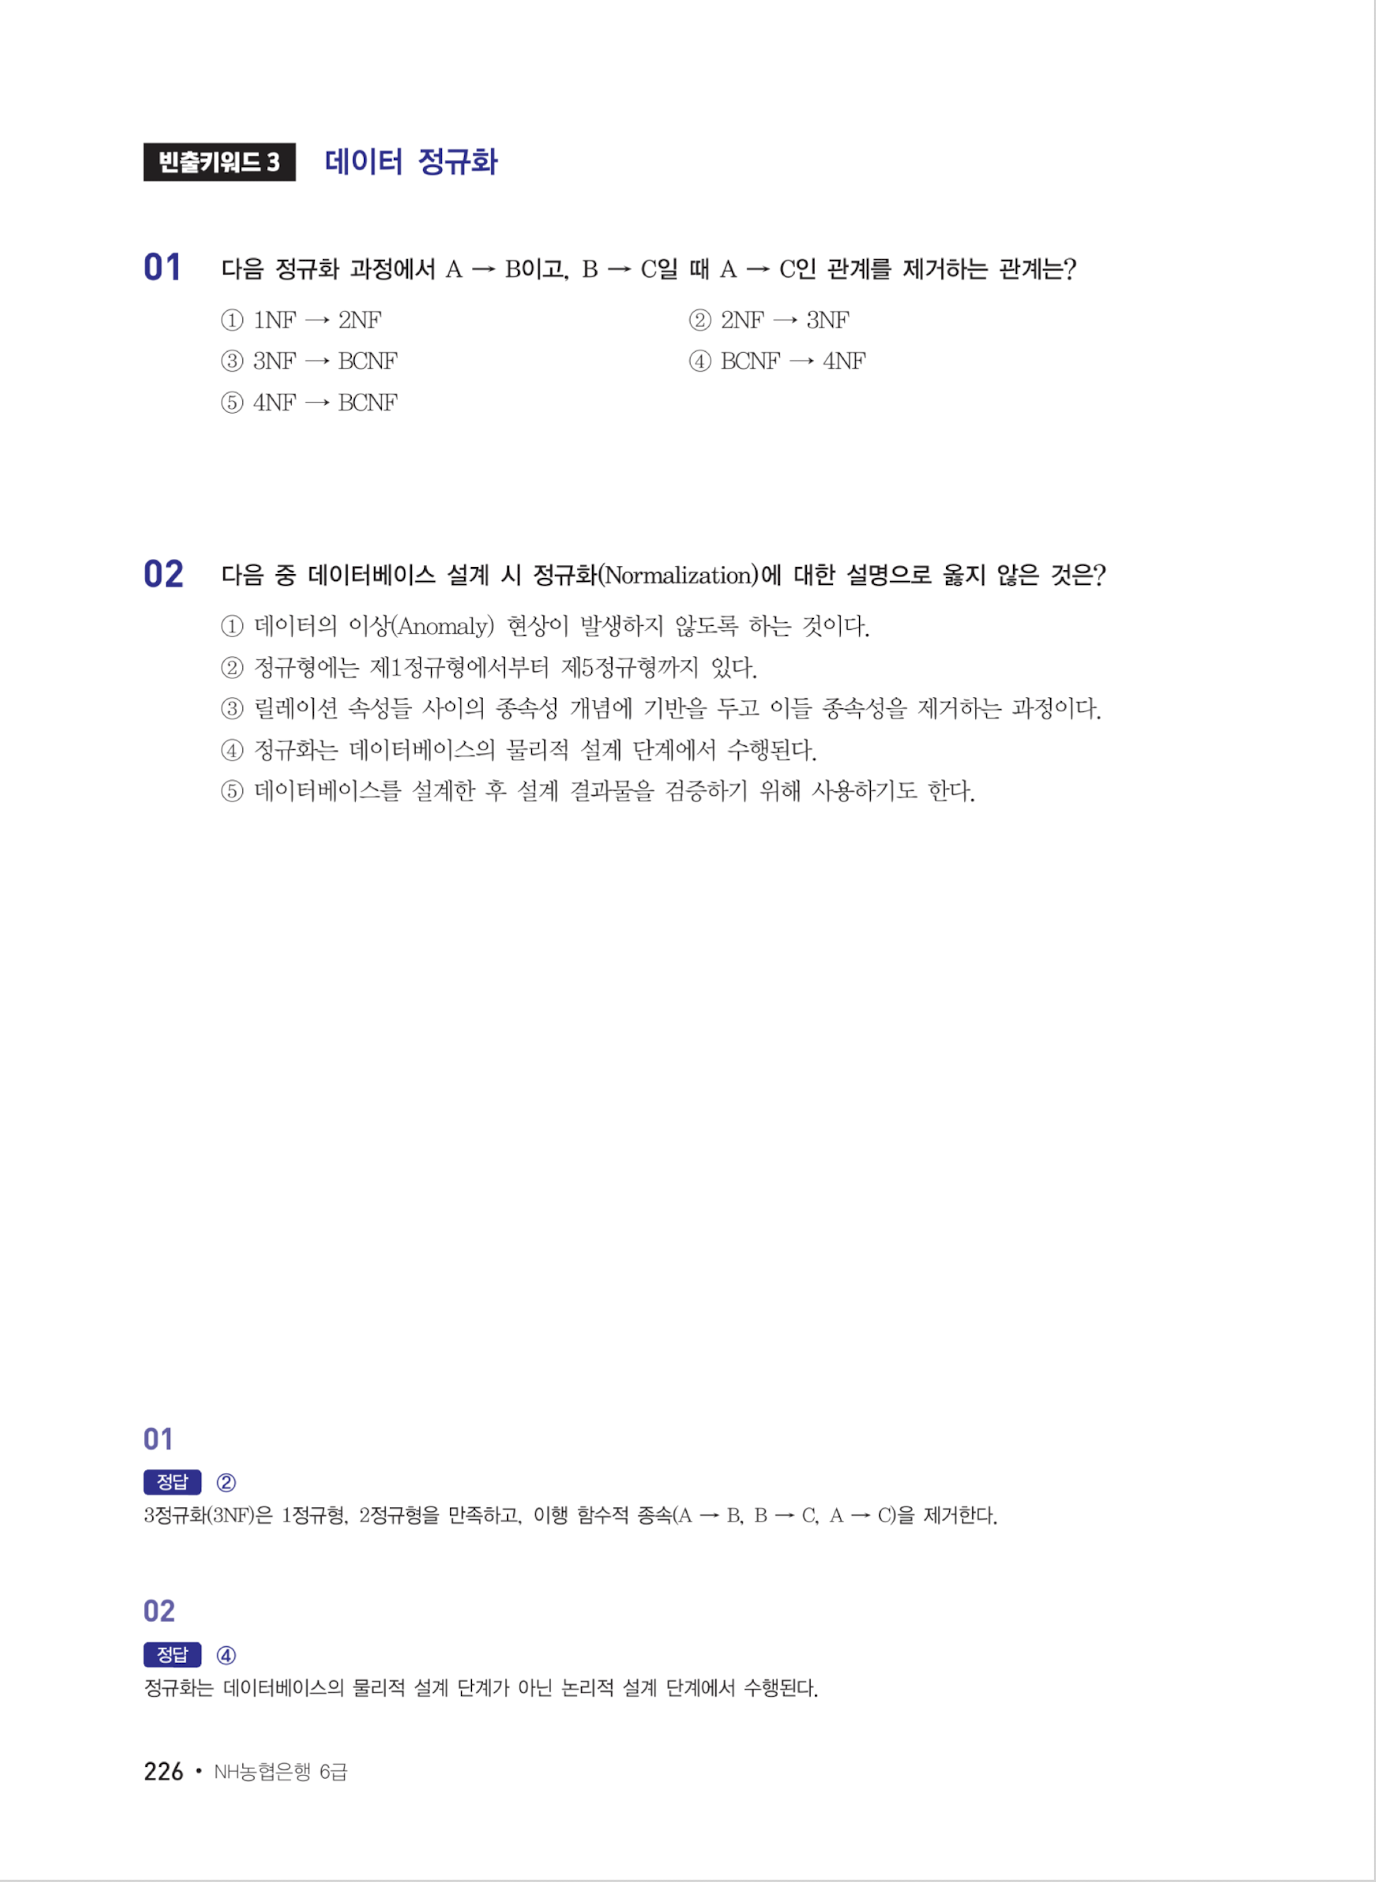 빈출키워드 3 데이터 정규화
01 다음 정규화 과정에서 A → B이고, B → C일 때 A → C인 관계를 제거하는 관계는?
① 1NF → 2NF ② 2NF → 3NF
③ 3NF → BCNF ④ BCNF → 4NF
⑤ 4NF → BCNF
02 다음 중 데이터베이스 설계 시 정규화(Normalization)에 대한 설명으로 옳지 않은 것은?
① 데이터의 이상(Anomaly) 현상이 발생하지 않도록 하는 것이다.
② 정규형에는 제1정규형에서부터 제5정규형까지 있다.
③ 릴레이션 속성들 사이의 종속성 개념에 기반을 두고 이들 종속성을 제거하는 과정이다.
④ 정규화는 데이터베이스의 물리적 설계 단계에서 수행된다.
⑤ 데이터베이스를 설계한 후 설계 결과물을 검증하기 위해 사용하기도 한다.
01
정답 ②
3정규화(3NF)은 1정규형, 2정규형을 만족하고, 이행 함수적 종속(A → B, B → C, A → C)을 제거한다.
02
정답 ④
정규화는 데이터베이스의 물리적 설계 단계가 아닌 논리적 설계 단계에서 수행된다.
226 • NH농협은행 6급